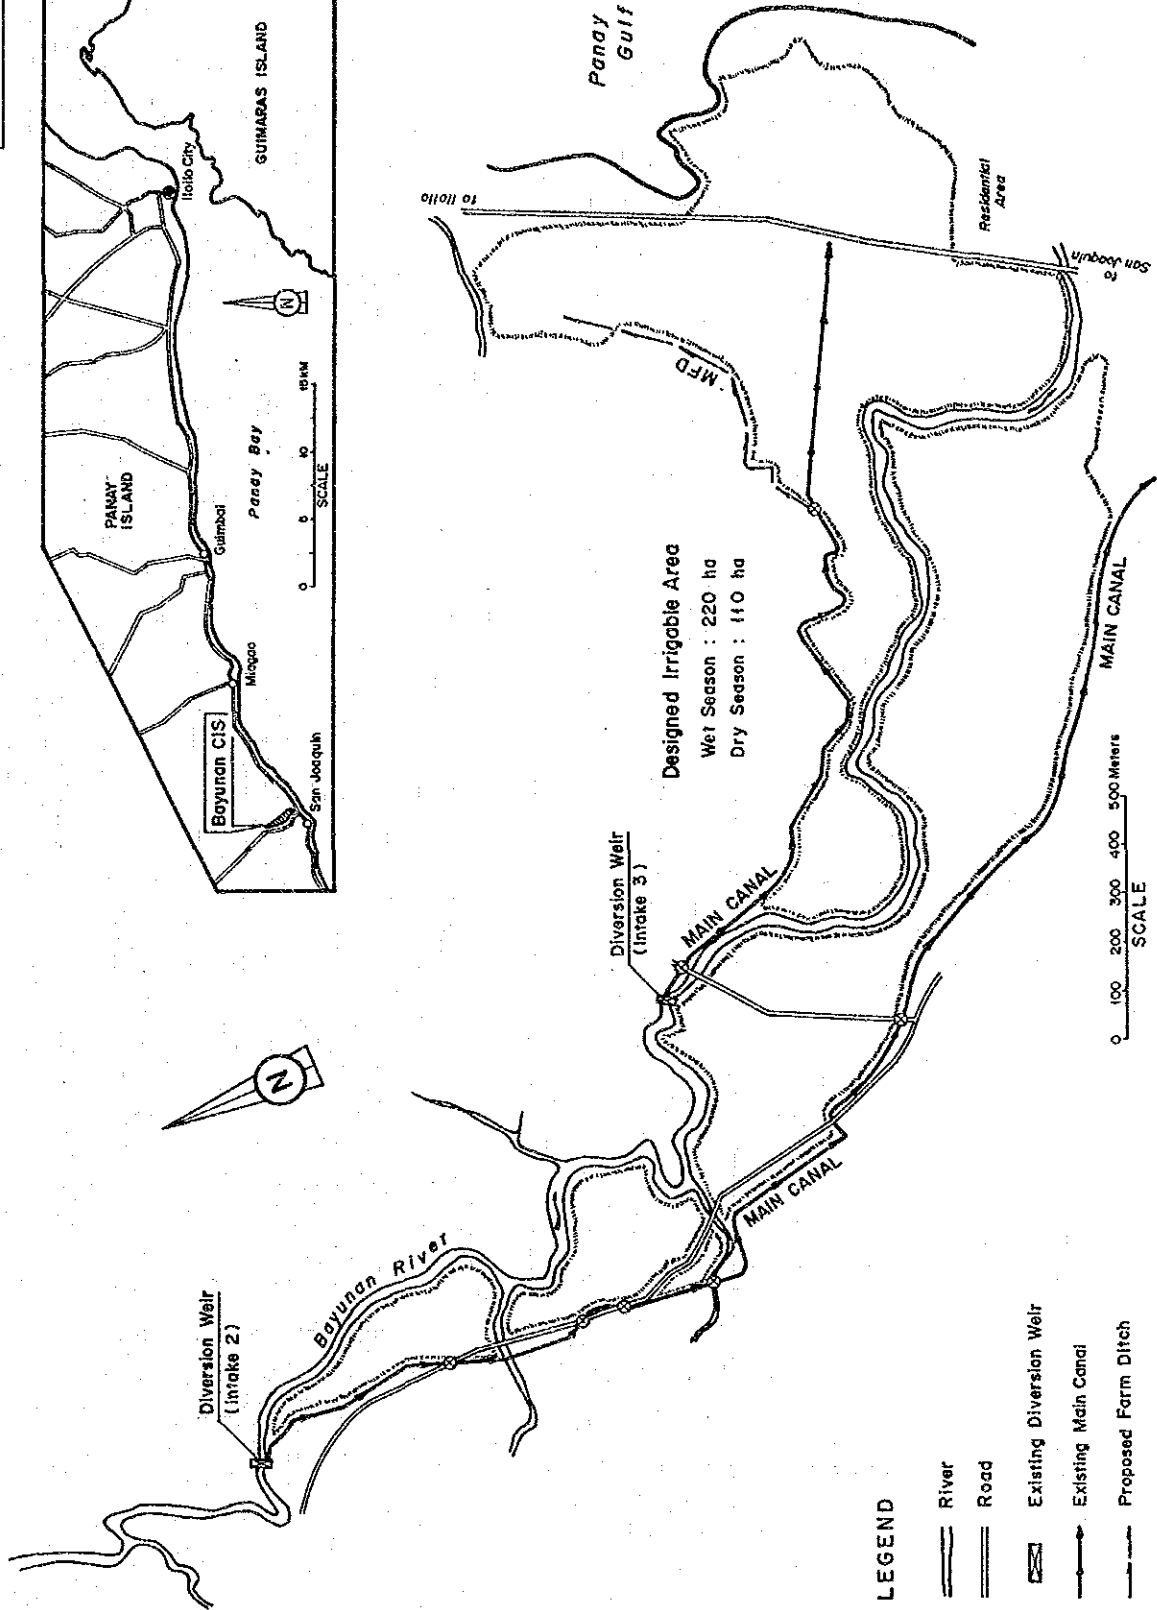 PANAY
ISLAND
GUIMARAS ISLAND
Iloilo City
Guimbal
Miagao
Bayunan CIS
San Joaquin
Panay Bay
N
0 5 10 15 KM
SCALE
Panay
Gulf
to Iloilo
Residential
Area
to
San Joaquin
MFD
Designed Irrigable Area
Wet Season : 220 ha
Dry Season : 110 ha
Diversion Weir
(Intake 3)
MAIN CANAL
MAIN CANAL
MAIN CANAL
N
Bayunan River
Diversion Weir
(Intake 2)
0 100 200 300 400 500 Meters
SCALE
LEGEND
River
Road
Existing Diversion Weir
Existing Main Canal
Proposed Farm Ditch